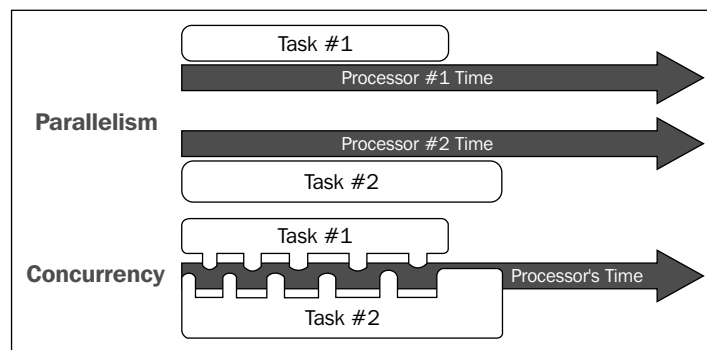 Task #1
Processor #1 Time
Parallelism
Processor #2 Time
Task #2
Task #1
Concurrency
Processor's Time
Task #2